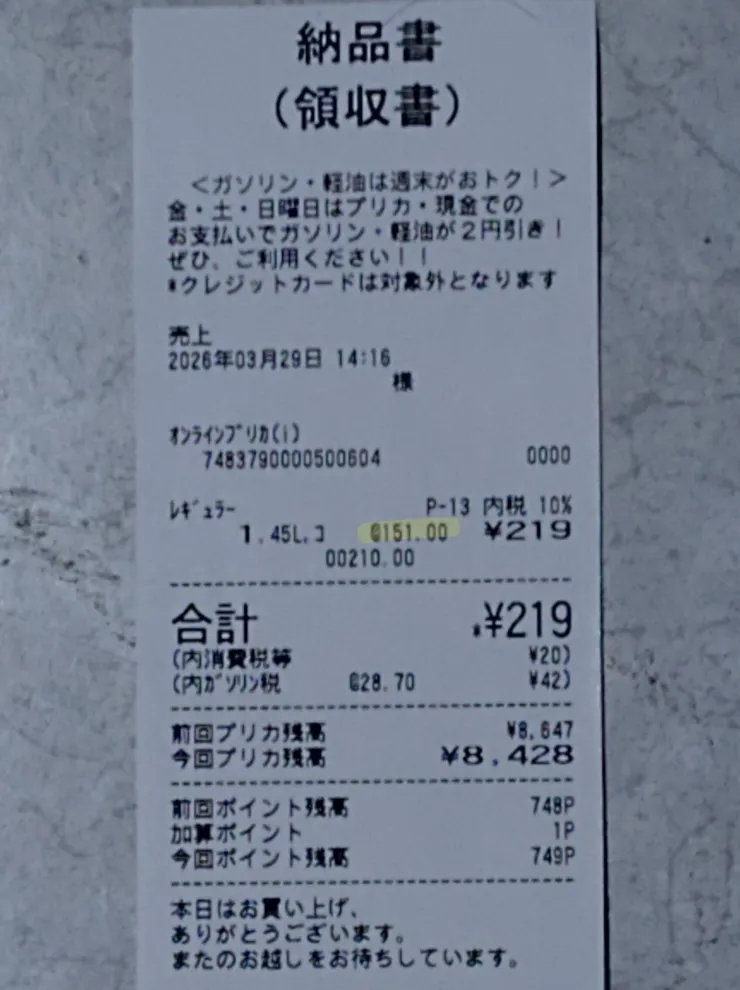 納品書
(領収書)
＜ガソリン・軽油は週末がおトク！＞
金・土・日曜日はプリカ・現金での
お支払いでガソリン・軽油が２円引き！
ぜひ、ご利用ください！！
*クレジットカードは対象外となります
売上
2026年03月29日 14:16
様
ｵﾝﾗｲﾝﾌﾟﾘｶ(i)
7483790000500604 0000
ﾚｷﾞｭﾗｰ P-13 内税 10%
1.45L.ｺ @151.00 ¥219
00210.00
合計 *¥219
(内消費税等 ¥20)
(内ｶﾞｿﾘﾝ税 @28.70 ¥42)
前回プリカ残高 ¥8,647
今回プリカ残高 ¥8,428
前回ポイント残高 748P
加算ポイント 1P
今回ポイント残高 749P
本日はお買い上げ、
ありがとうございます。
またのお越しをお待ちしています。